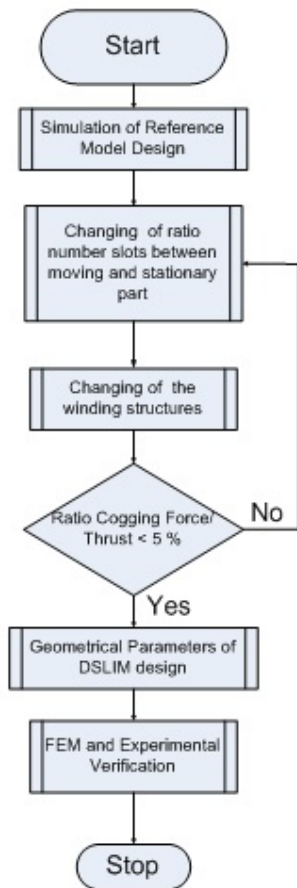 Start
Simulation of Reference
Model Design
Changing of ratio
number slots between
moving and stationary
part
Changing of the
winding structures
Ratio Cogging Force/
Thrust < 5 %
No
Yes
Geometrical Parameters of
DSLIM design
FEM and Experimental
Verification
Stop